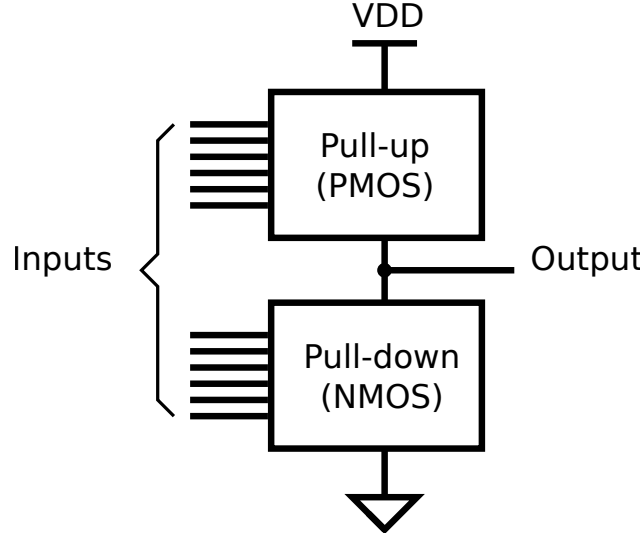 VDD
Pull-up
(PMOS)
Inputs
Output
Pull-down
(NMOS)